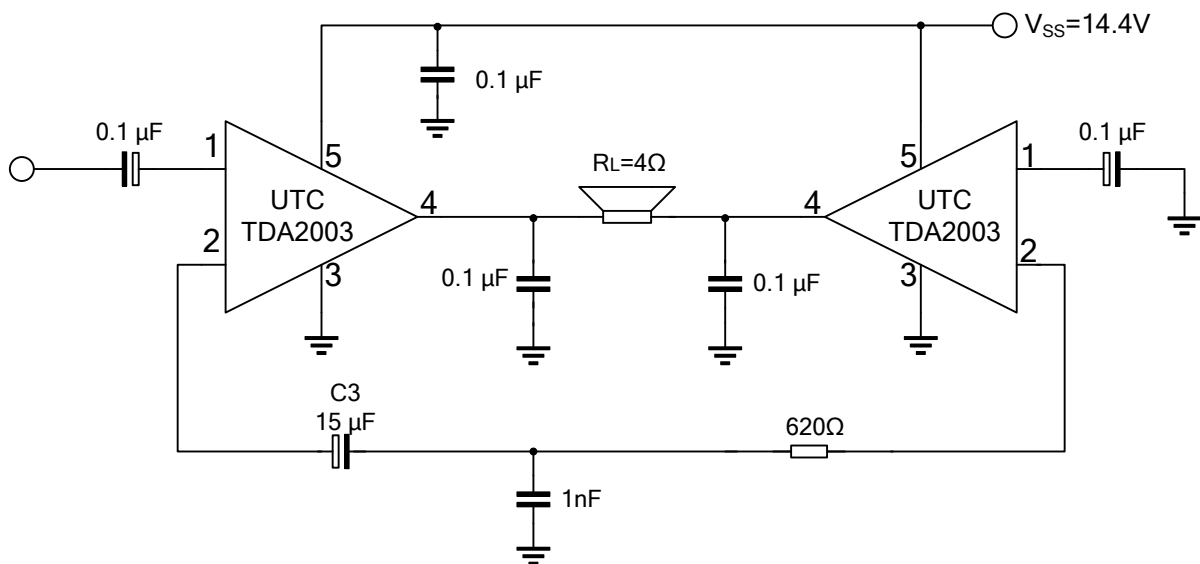 V_SS=14.4V
0.1 µF
0.1 µF
1
5
UTC
TDA2003
4
2
3
RL=4Ω
0.1 µF
1
5
UTC
TDA2003
4
2
3
0.1 µF
0.1 µF
C3
15 µF
620Ω
1nF